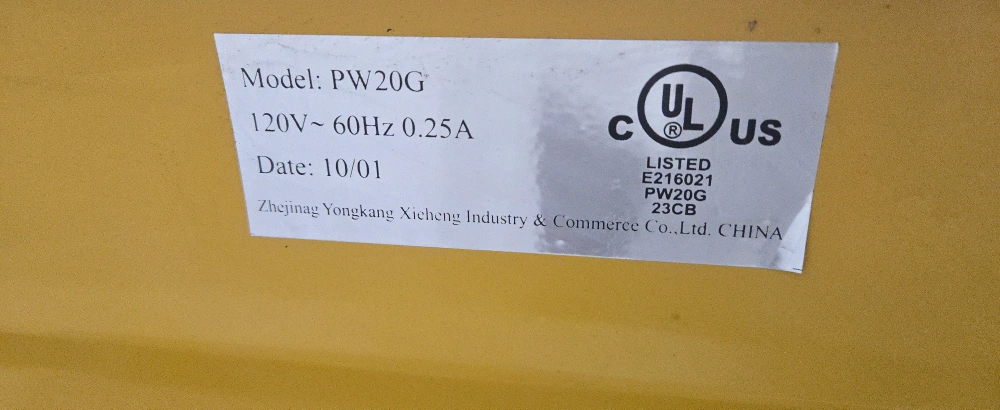 Model: PW20G
120V~ 60Hz 0.25A
Date: 10/01
Zhejinag Yongkang Xicheng Industry & Commerce Co.,Ltd. CHINA
C UL ® US
LISTED
E216021
PW20G
23CB